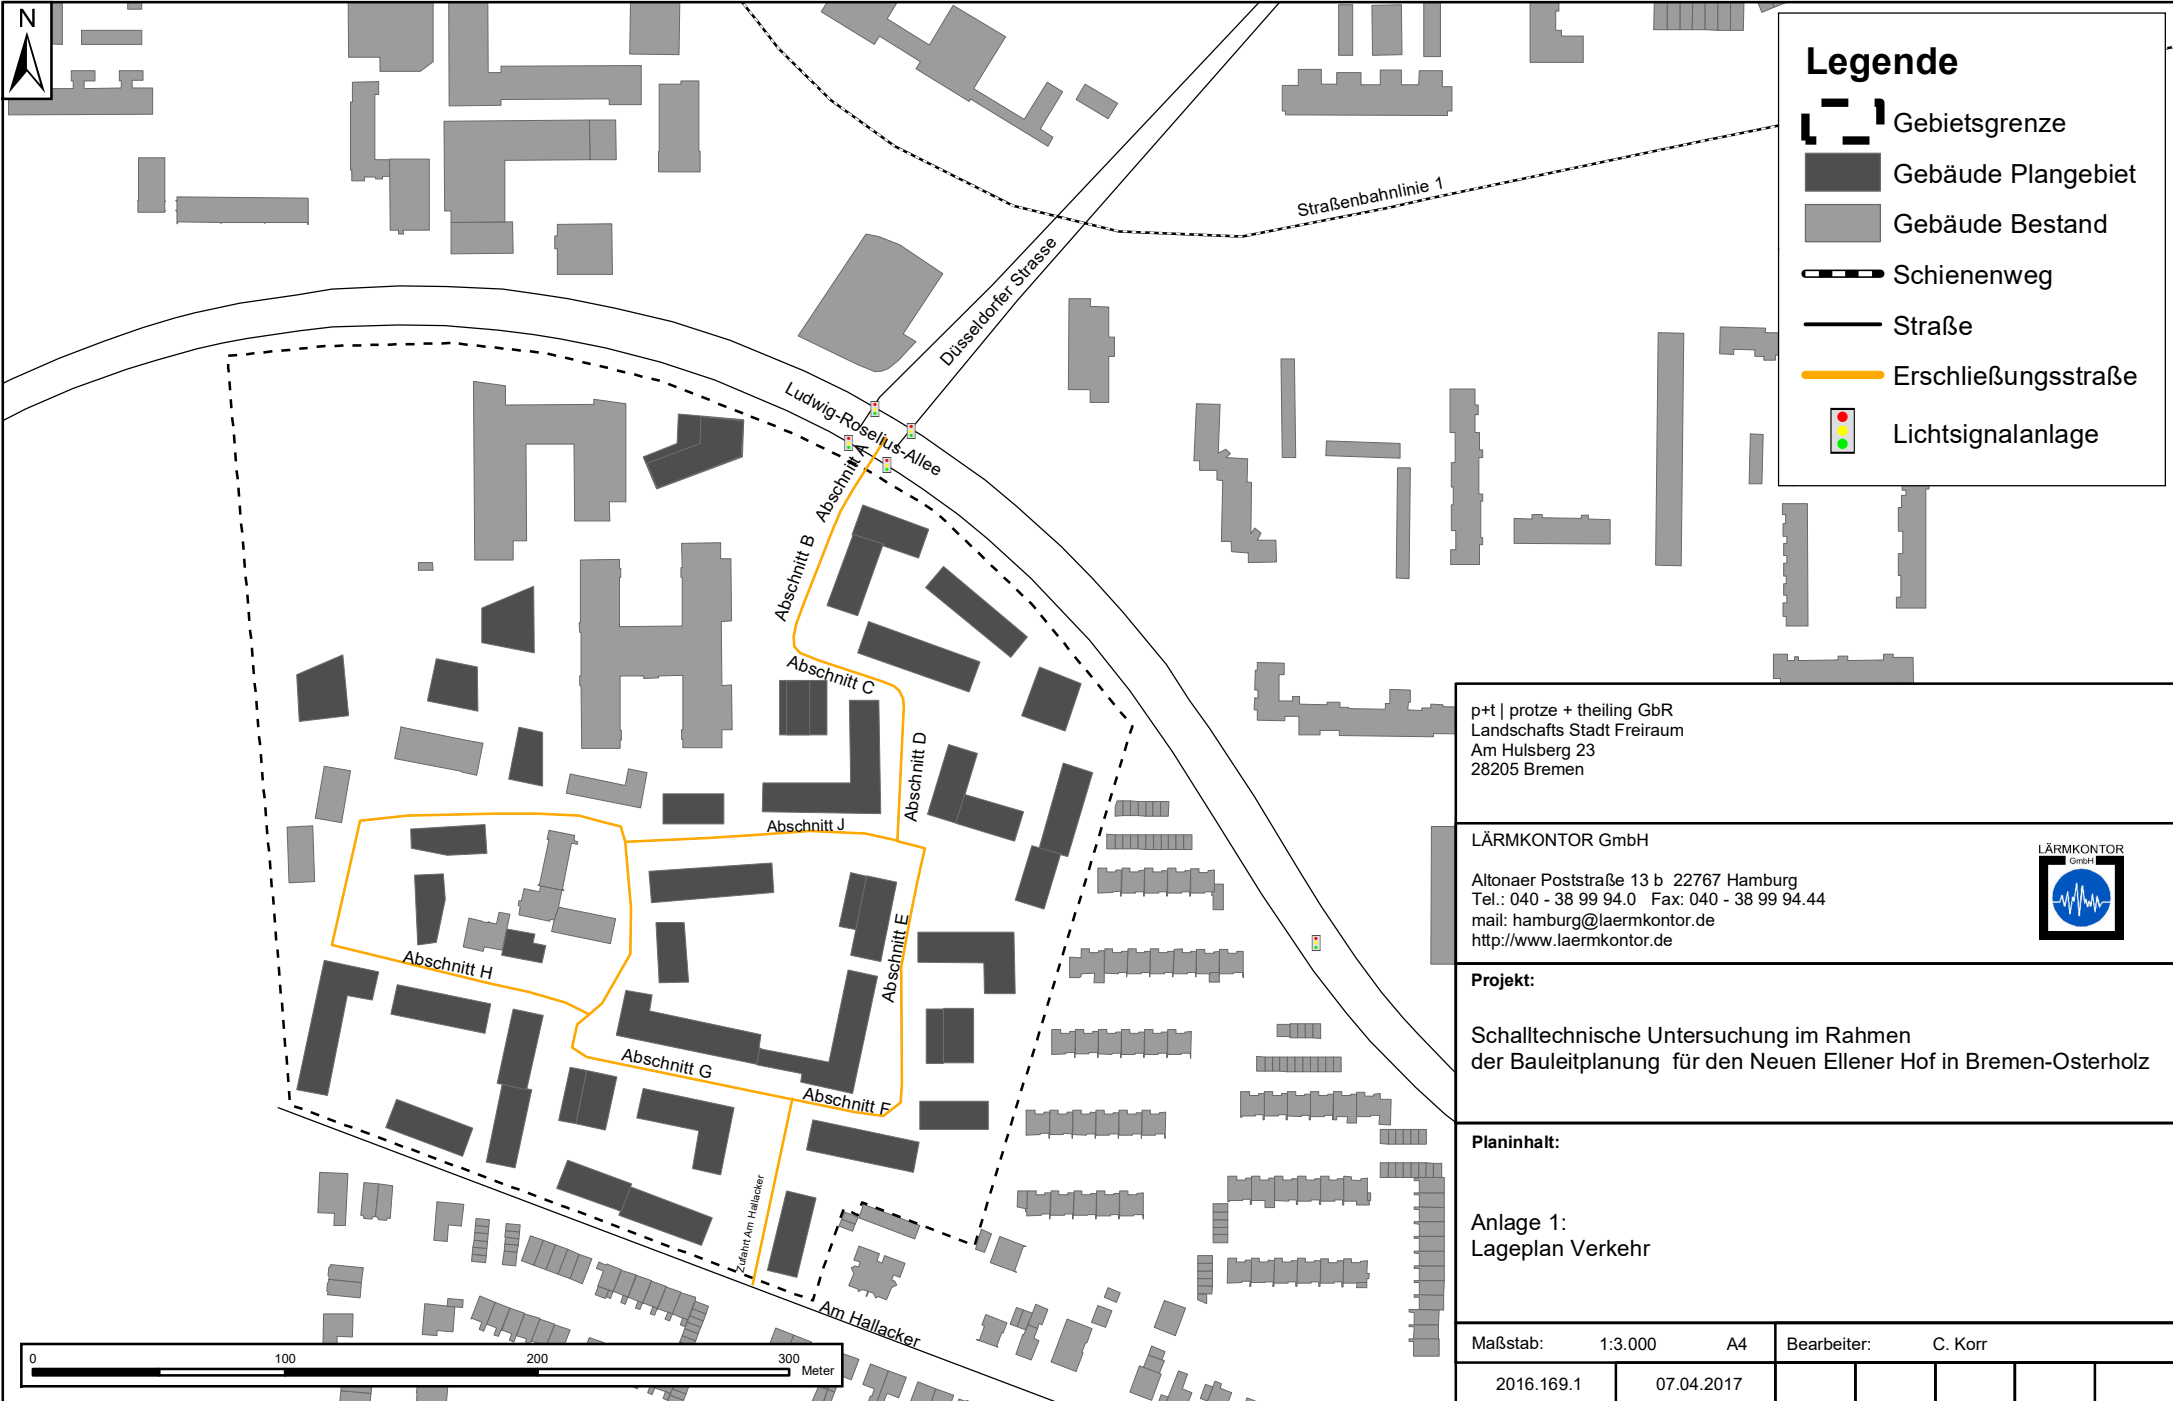 N
Legende
Gebietsgrenze
Gebäude Plangebiet
Gebäude Bestand
Schienenweg
Straße
Erschließungsstraße
Lichtsignalanlage
Straßenbahnlinie 1
Düsseldorfer Strasse
Ludwig-Roselius-Allee
Abschnitt A
Abschnitt B
Abschnitt C
Abschnitt D
Abschnitt J
Abschnitt E
Abschnitt H
Abschnitt G
Abschnitt F
Zufahrt Am Hallacker
Am Hallacker
0 100 200 300
Meter
p+t | protze + theiling GbR
Landschafts Stadt Freiraum
Am Hulsberg 23
28205 Bremen
LÄRMKONTOR GmbH
Altonaer Poststraße 13 b 22767 Hamburg
Tel.: 040 - 38 99 94.0 Fax: 040 - 38 99 94.44
mail: hamburg@laermkontor.de
http://www.laermkontor.de
LÄRMKONTOR
GmbH
Projekt:
Schalltechnische Untersuchung im Rahmen
der Bauleitplanung für den Neuen Ellener Hof in Bremen-Osterholz
Planinhalt:
Anlage 1:
Lageplan Verkehr
Maßstab: 1:3.000 A4 Bearbeiter: C. Korr
2016.169.1 07.04.2017